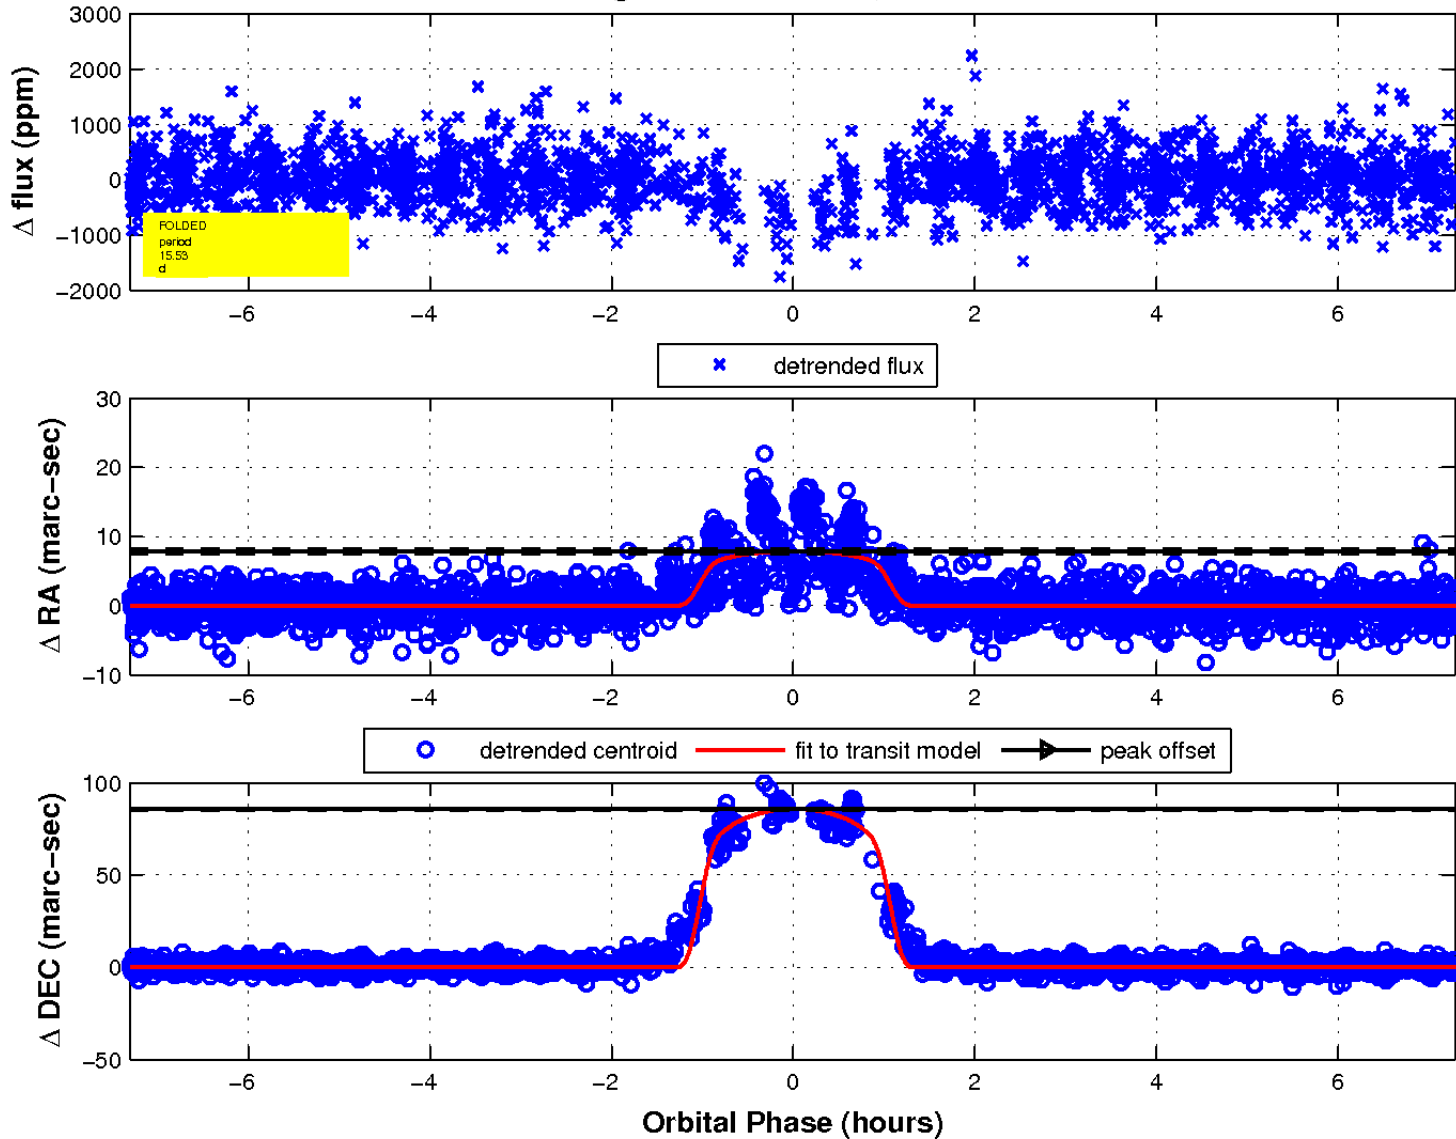 3000
2000
1000
0
−1000
−2000
Δ flux (ppm)
FOLDED
period
15.53
d
−6 −4 −2 0 2 4 6
detrended flux
30
20
10
0
−10
Δ RA (marc−sec)
−6 −4 −2 0 2 4 6
detrended centroid fit to transit model peak offset
100
50
0
−50
Δ DEC (marc−sec)
−6 −4 −2 0 2 4 6
Orbital Phase (hours)